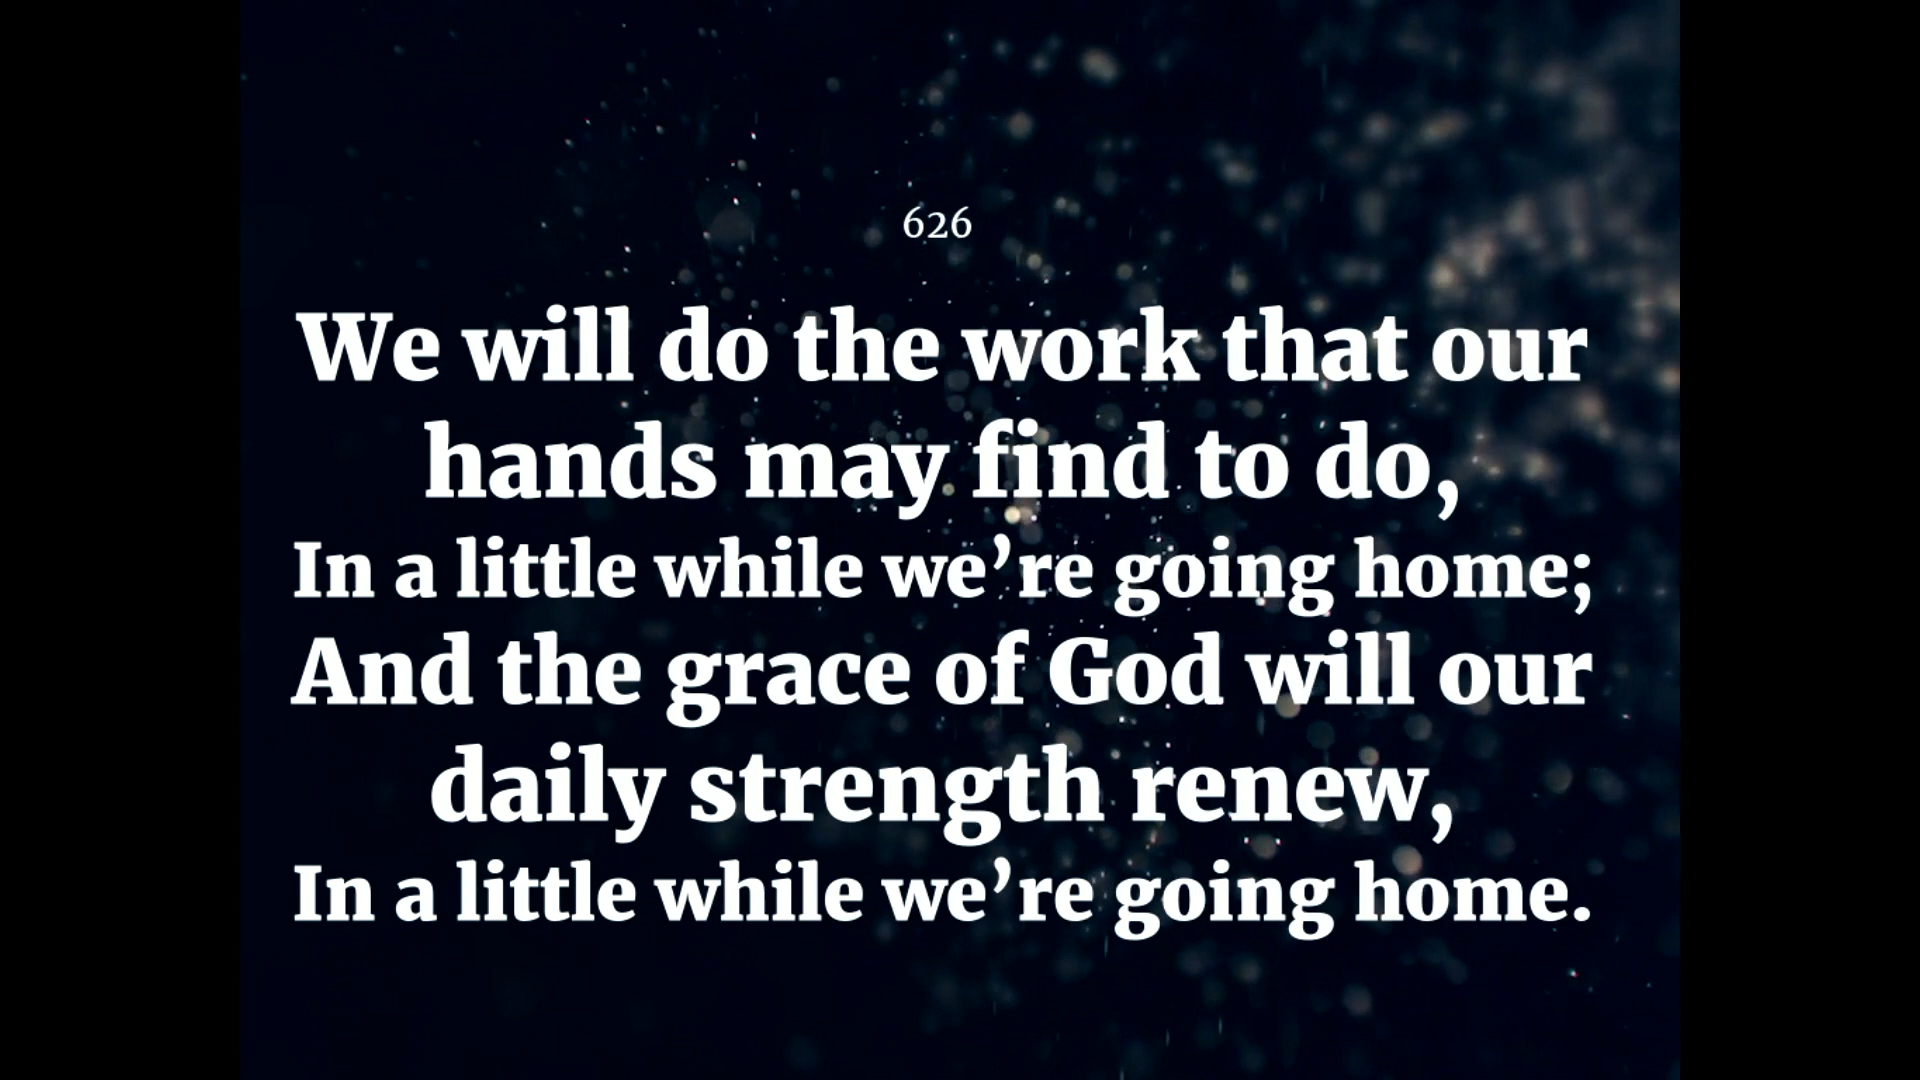 626
We will do the work that our
hands may find to do,
In a little while we’re going home;
And the grace of God will our
daily strength renew,
In a little while we’re going home.